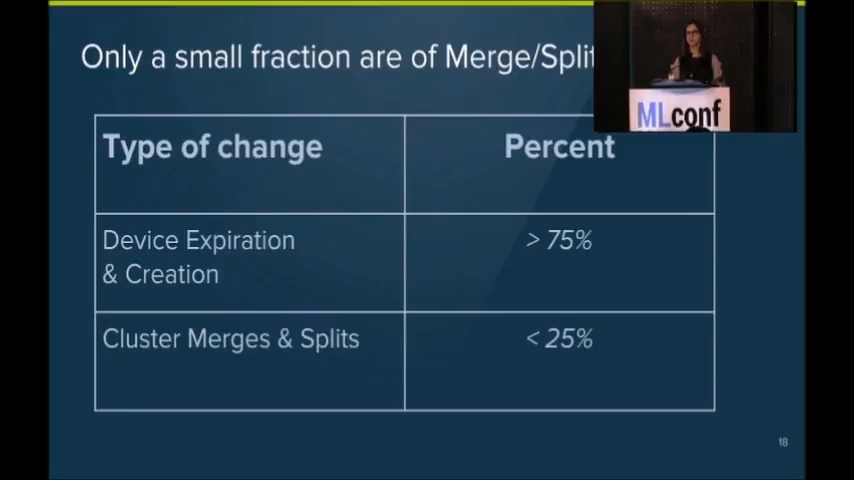 Only a small fraction are of Merge/Split
MLconf
Type of change
Percent
Device Expiration
& Creation
> 75%
Cluster Merges & Splits
< 25%
18